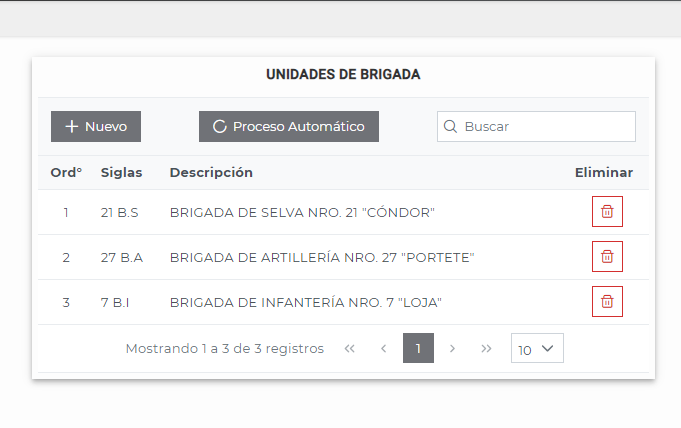 UNIDADES DE BRIGADA
Nuevo Proceso Automático Buscar
Ord° Siglas Descripción Eliminar
1 21 B.S BRIGADA DE SELVA NRO. 21 "CÓNDOR"
2 27 B.A BRIGADA DE ARTILLERÍA NRO. 27 "PORTETE"
3 7 B.I BRIGADA DE INFANTERÍA NRO. 7 "LOJA"
Mostrando 1 a 3 de 3 registros 1 10